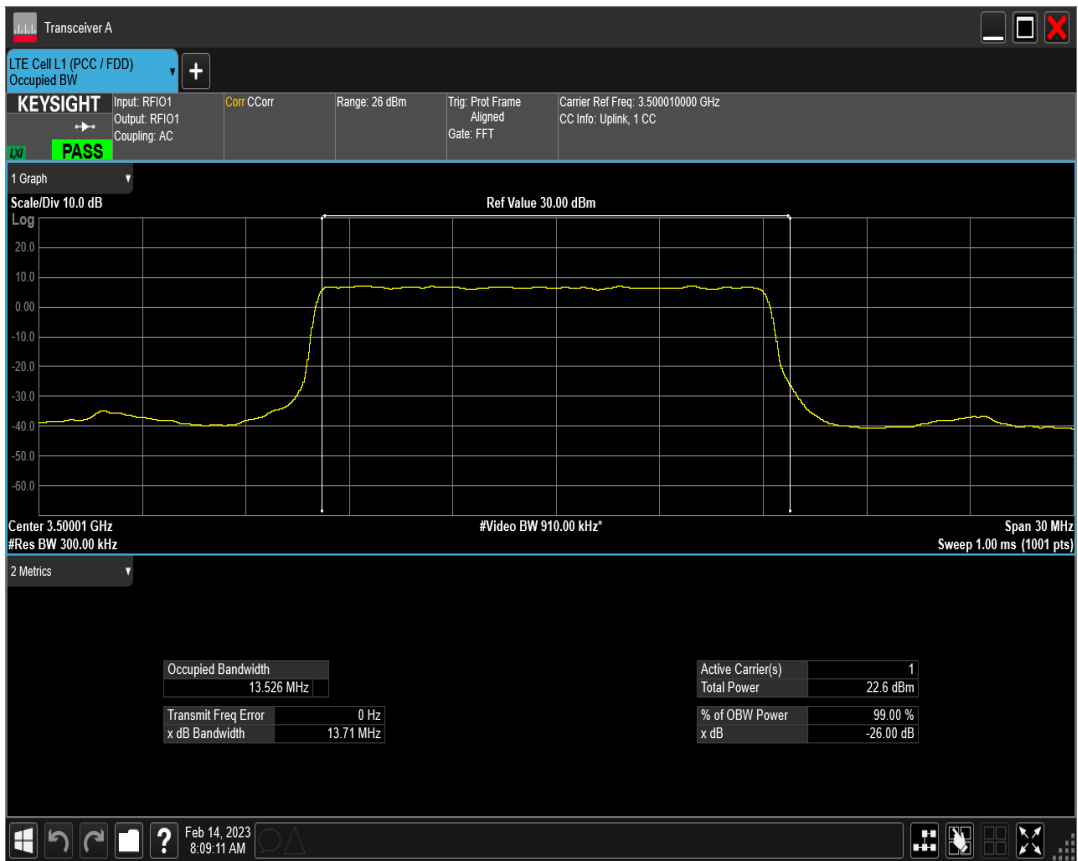 Transceiver A
LTE Cell L1 (PCC / FDD)
Occupied BW
KEYSIGHT
LXI
PASS
Input: RFIO1
Output: RFIO1
Coupling: AC
Corr CCorr
Range: 26 dBm
Trig: Prot Frame
Aligned
Gate: FFT
Carrier Ref Freq: 3.500010000 GHz
CC Info: Uplink, 1 CC
1 Graph
Scale/Div 10.0 dB
Ref Value 30.00 dBm
Log
20.0
10.0
0.00
-10.0
-20.0
-30.0
-40.0
-50.0
-60.0
Center 3.50001 GHz
#Video BW 910.00 kHz*
Span 30 MHz
#Res BW 300.00 kHz
Sweep 1.00 ms (1001 pts)
2 Metrics
Occupied Bandwidth
13.526 MHz
Transmit Freq Error 0 Hz
x dB Bandwidth 13.71 MHz
Active Carrier(s) 1
Total Power 22.6 dBm
% of OBW Power 99.00 %
x dB -26.00 dB
?
Feb 14, 2023
8:09:11 AM